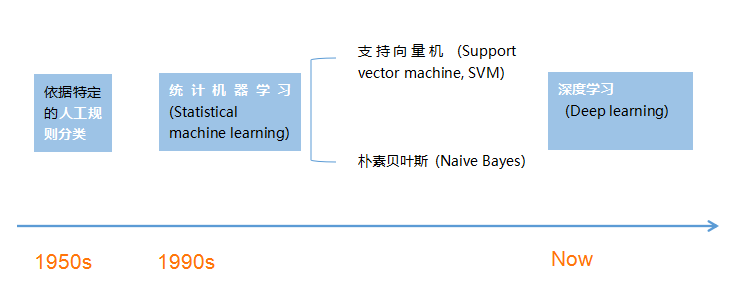 依据特定
的人工规
则分类
统计机器学习
(Statistical
machine learning)
支持向量机 (Support
vector machine, SVM)
朴素贝叶斯 (Naive Bayes)
深度学习
(Deep learning)
1950s
1990s
Now